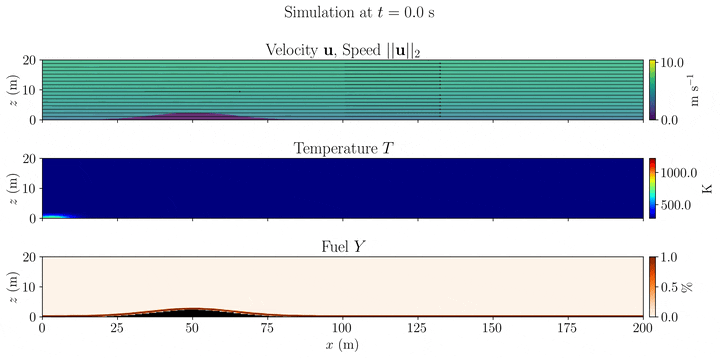 Simulation at t = 0.0 s
Velocity u, Speed ||u||₂
20
10
0
z (m)
10.0
0.0
m s⁻¹
Temperature T
20
10
0
z (m)
1000.0
500.0
K
Fuel Y
20
10
0
z (m)
1.0
0.5
0.0
%
0 25 50 75 100 125 150 175 200
x (m)